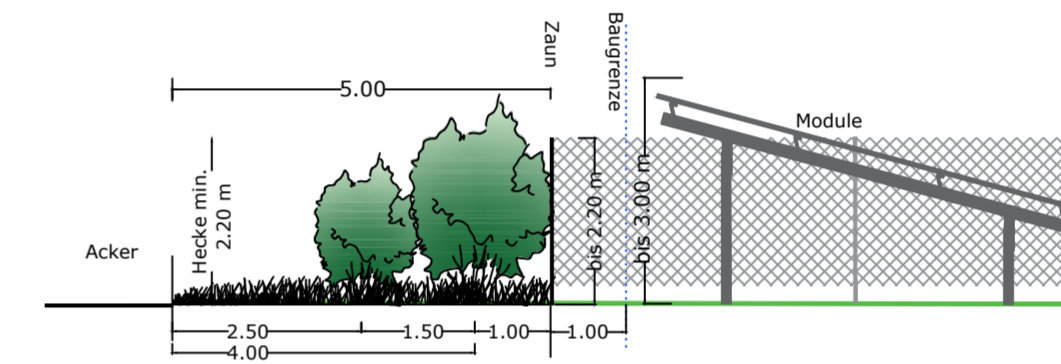 Zaun
Baugrenze
5.00
Module
Hecke min.
2.20 m
bis 2.20 m
bis 3.00 m
Acker
2.50
1.50
1.00
1.00
4.00